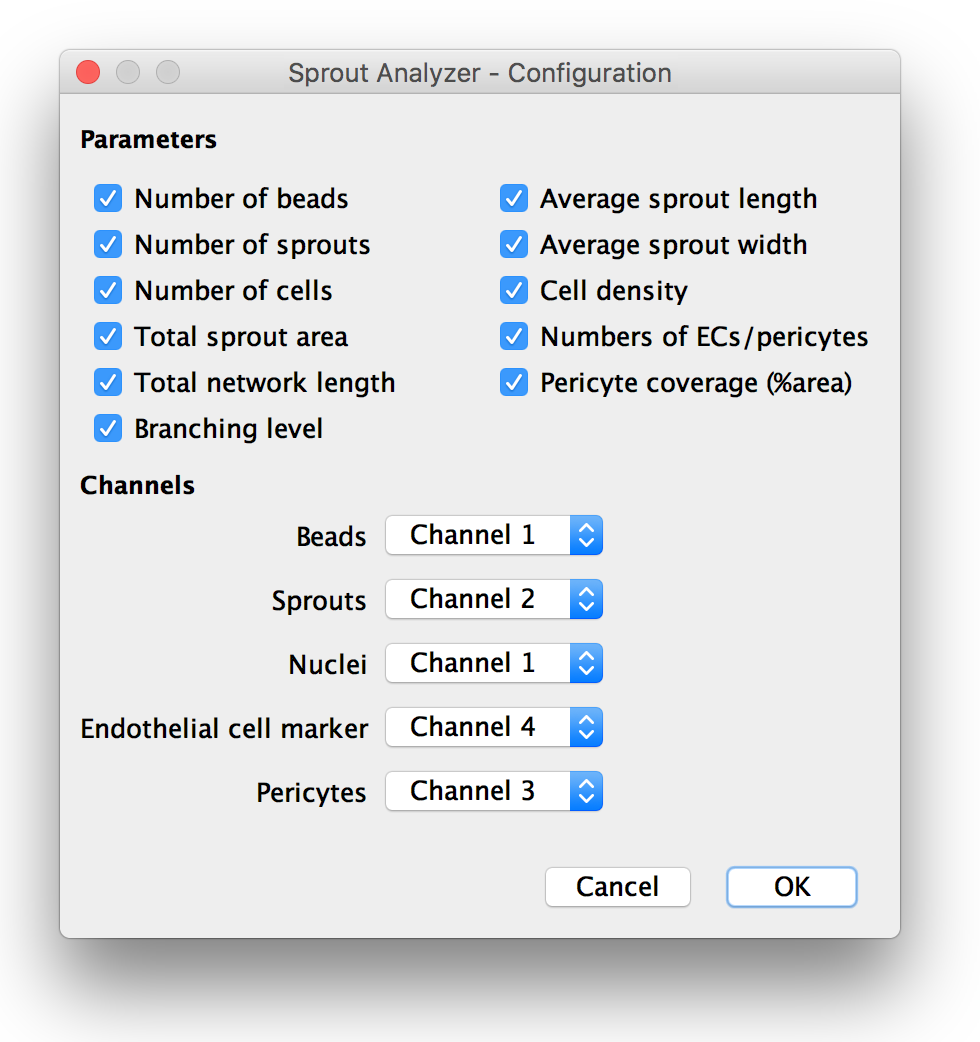 Sprout Analyzer - Configuration
Parameters
Number of beads
Number of sprouts
Number of cells
Total sprout area
Total network length
Branching level
Average sprout length
Average sprout width
Cell density
Numbers of ECs/pericytes
Pericyte coverage (%area)
Channels
Beads Channel 1
Sprouts Channel 2
Nuclei Channel 1
Endothelial cell marker Channel 4
Pericytes Channel 3
Cancel OK